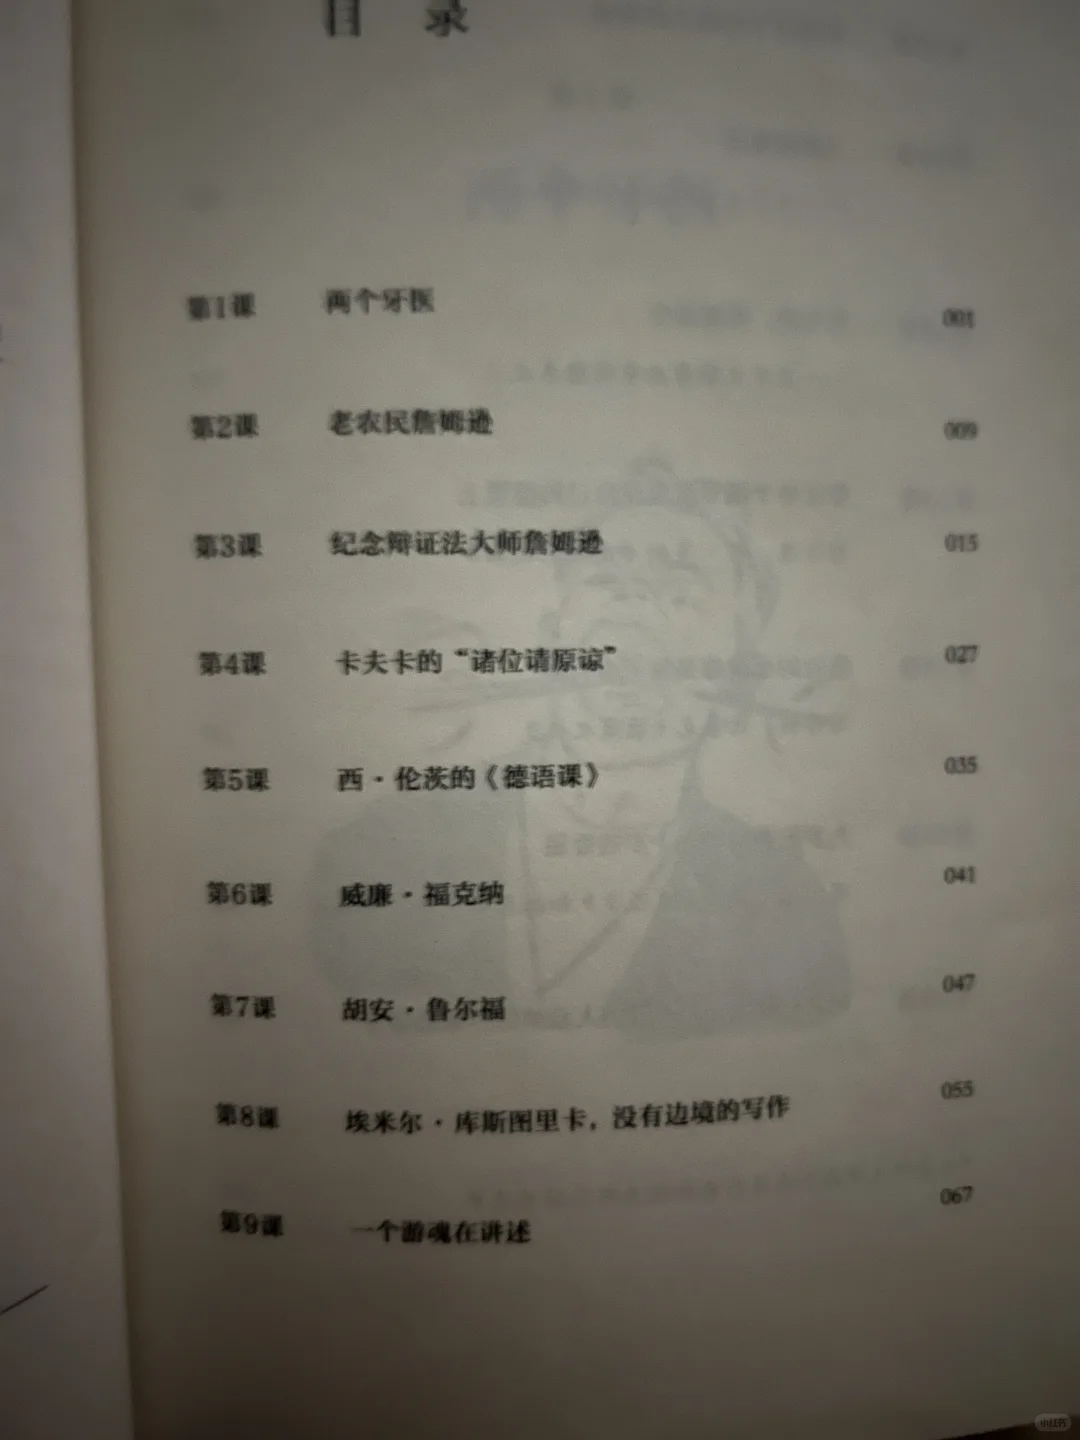 目 录
第1课 两个牙医 001
第2课 老农民詹姆逊 009
第3课 纪念辩证法大师詹姆逊 015
第4课 卡夫卡的“诸位请原谅” 027
第5课 西·伦茨的《德语课》 035
第6课 威廉·福克纳 041
第7课 胡安·鲁尔福 047
第8课 埃米尔·库斯图里卡，没有边境的写作 055
第9课 一个游魂在讲述 067
小红书